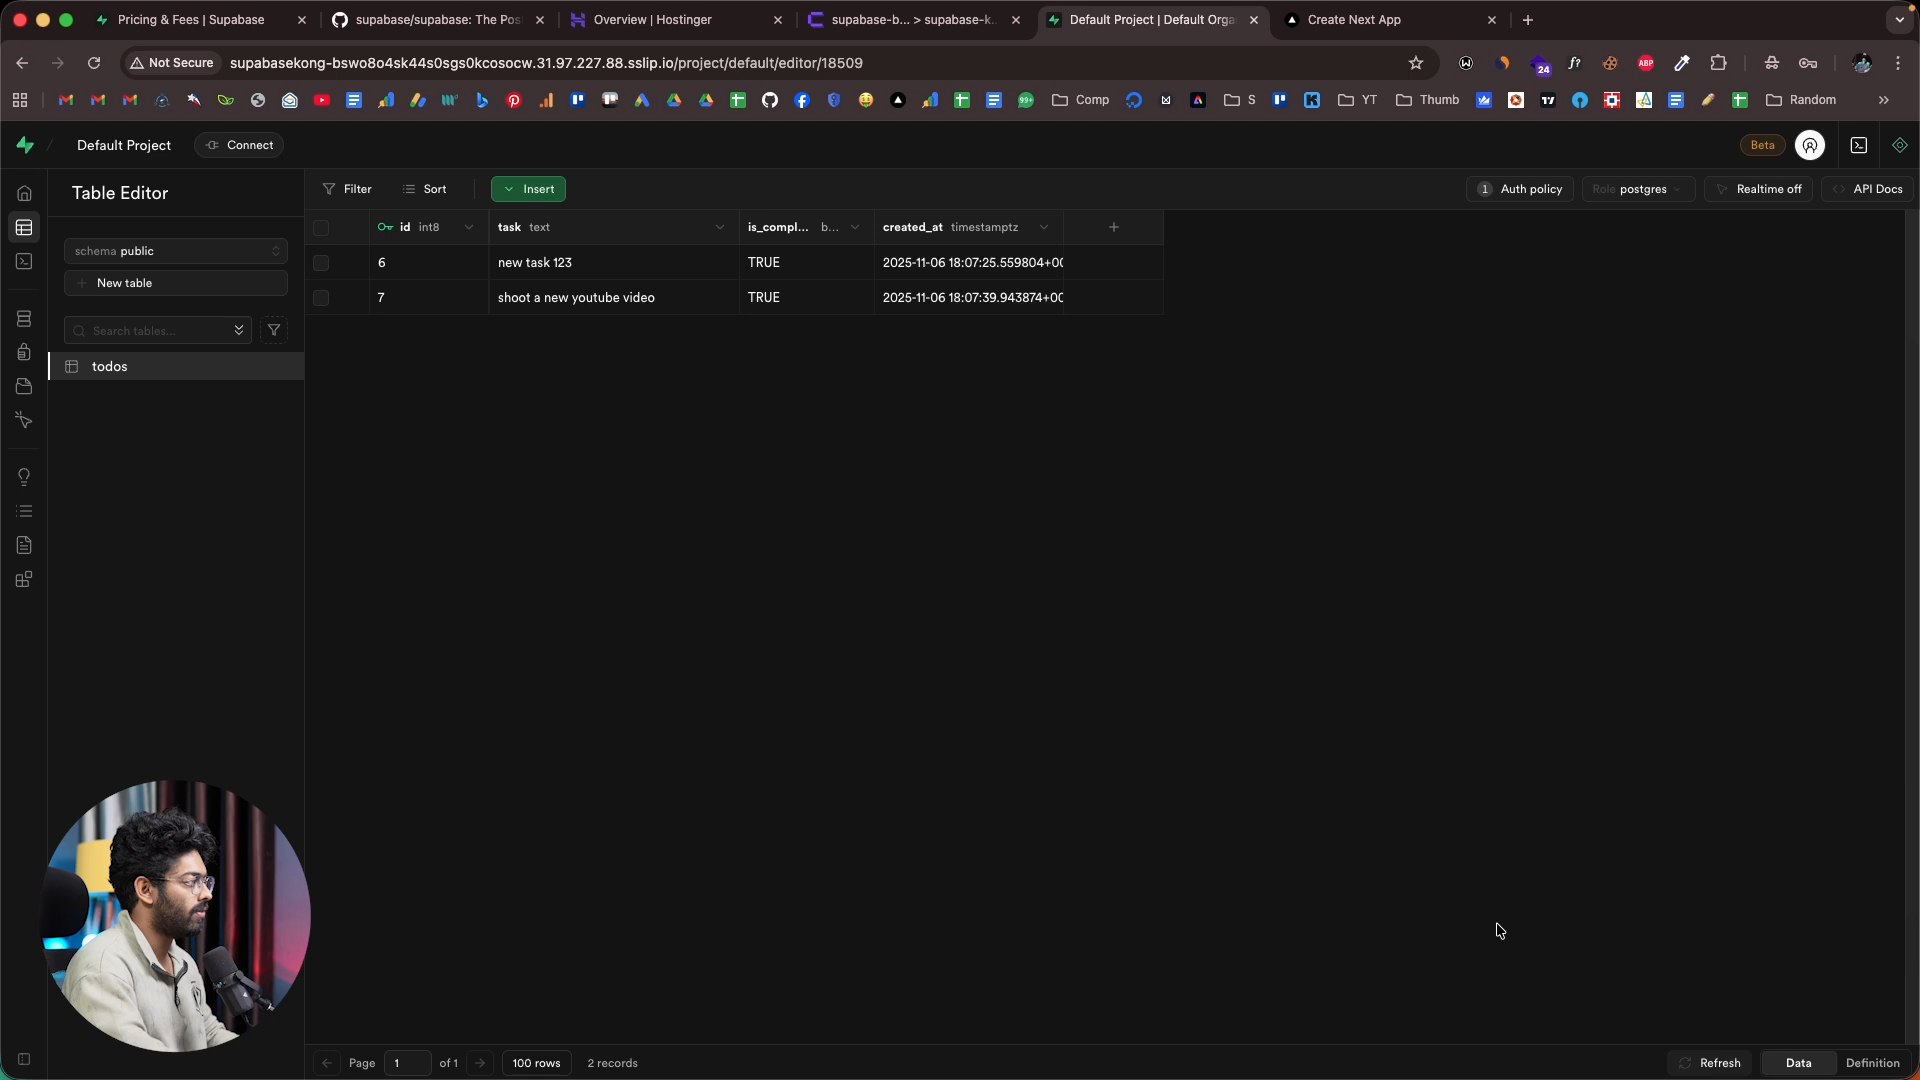 Pricing & Fees | Supabase
supabase/supabase: The Pos
Overview | Hostinger
supabase-b... > supabase-k...
Default Project | Default Orga
Create Next App
Not Secure
supabasekong-bswo8o4sk44s0sgs0kcosocw.31.97.227.88.sslip.io/project/default/editor/18509
24
ABP
99+
Comp
S
YT
Thumb
Random
Default Project
Connect
Beta
Table Editor
Filter
Sort
Insert
1 Auth policy
Role postgres
Realtime off
API Docs
schema public
New table
Search tables...
todos
id int8
task text
is_compl... b...
created_at timestamptz
6
new task 123
TRUE
2025-11-06 18:07:25.559804+00
7
shoot a new youtube video
TRUE
2025-11-06 18:07:39.943874+00
Page 1 of 1
100 rows
2 records
Refresh
Data
Definition